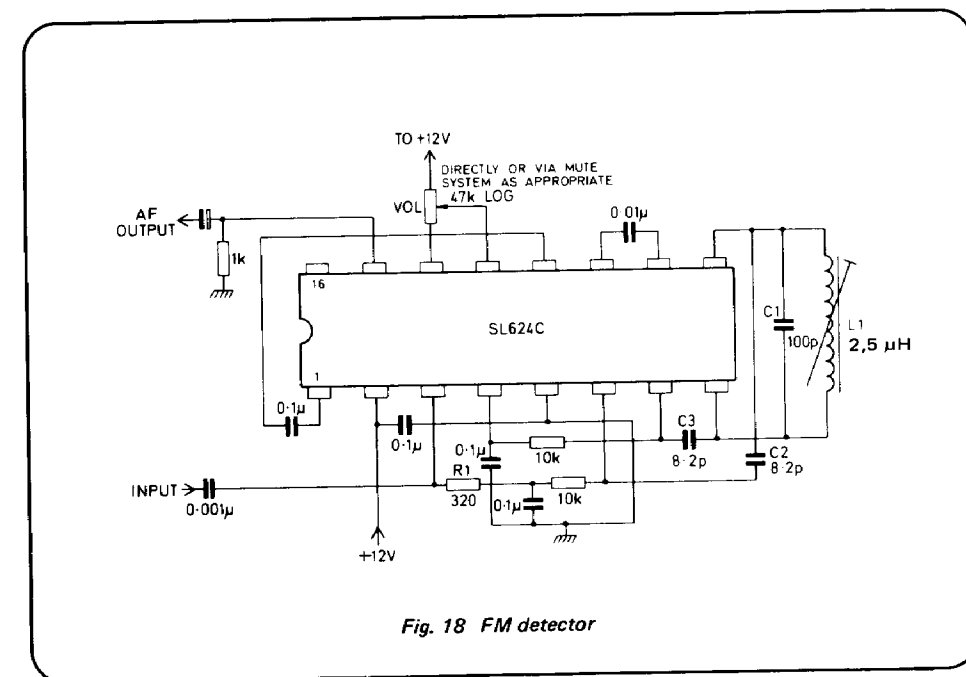 TO +12V
DIRECTLY OR VIA MUTE
SYSTEM AS APPROPRIATE
47k LOG
VOL
AF
OUTPUT
1k
0·01μ
16
SL624C
1
C1
100p
L1
2,5 μH
0·1μ
0·1μ
0·1μ
10k
C3
8·2p
C2
8·2p
R1
320
0·1μ
10k
INPUT
0·001μ
+12V
Fig. 18 FM detector